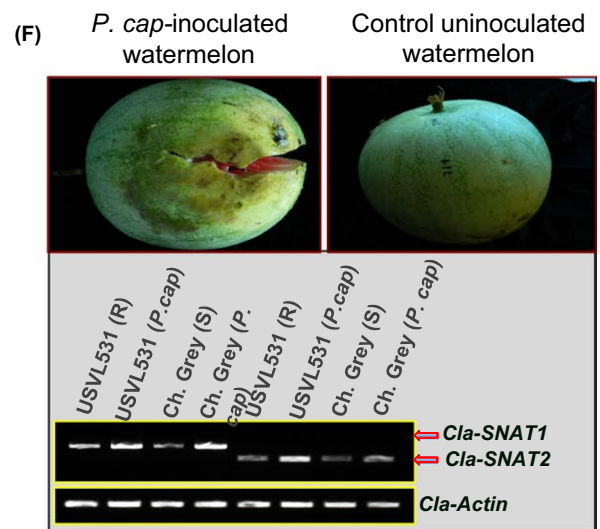 (F)
P. cap-inoculated
watermelon
Control uninoculated
watermelon
USVL531 (R)
USVL531 (P.cap)
Ch. Grey (S)
Ch. Grey (P.
cap)
USVL531 (R)
USVL531 (P.cap)
Ch. Grey (S)
Ch. Grey (P. cap)
Cla-SNAT1
Cla-SNAT2
Cla-Actin